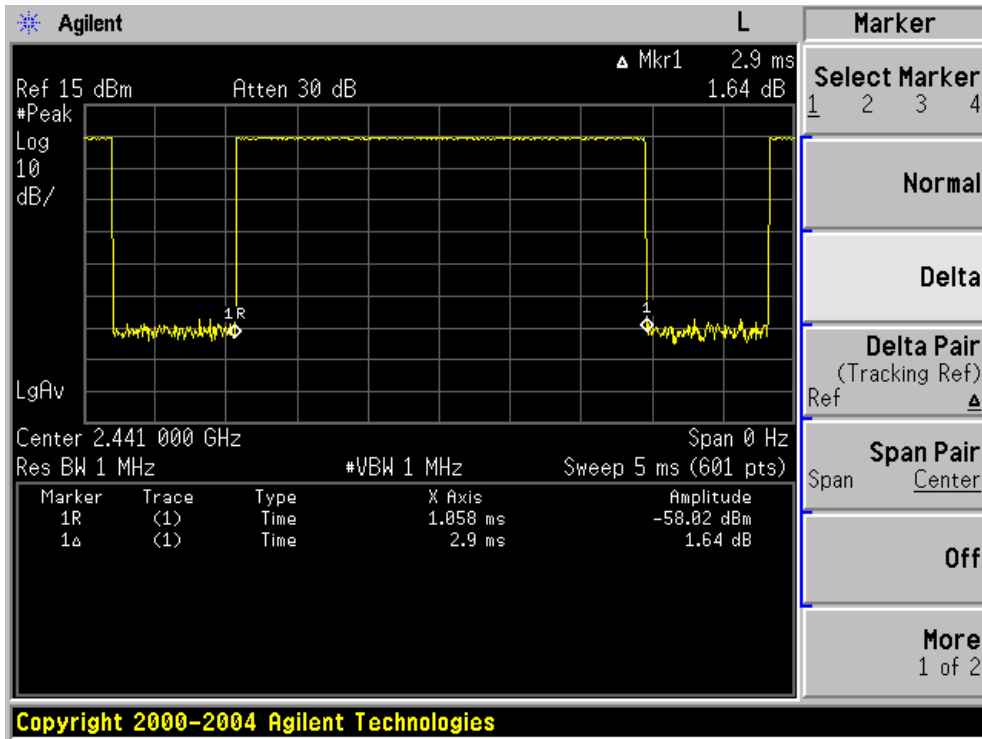 Agilent L Marker
Δ Mkr1 2.9 ms
Ref 15 dBm Atten 30 dB 1.64 dB
#Peak
Log
10
dB/
1R
1
LgAv
Center 2.441 000 GHz Span 0 Hz
Res BW 1 MHz #VBW 1 MHz Sweep 5 ms (601 pts)
Marker Trace Type X Axis Amplitude
1R (1) Time 1.058 ms -58.02 dBm
1Δ (1) Time 2.9 ms 1.64 dB
Select Marker
1 2 3 4
Normal
Delta
Delta Pair
(Tracking Ref)
Ref Δ
Span Pair
Span Center
Off
More
1 of 2
Copyright 2000-2004 Agilent Technologies